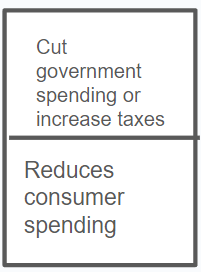 Cut
government
spending or
increase taxes
Reduces
consumer
spending